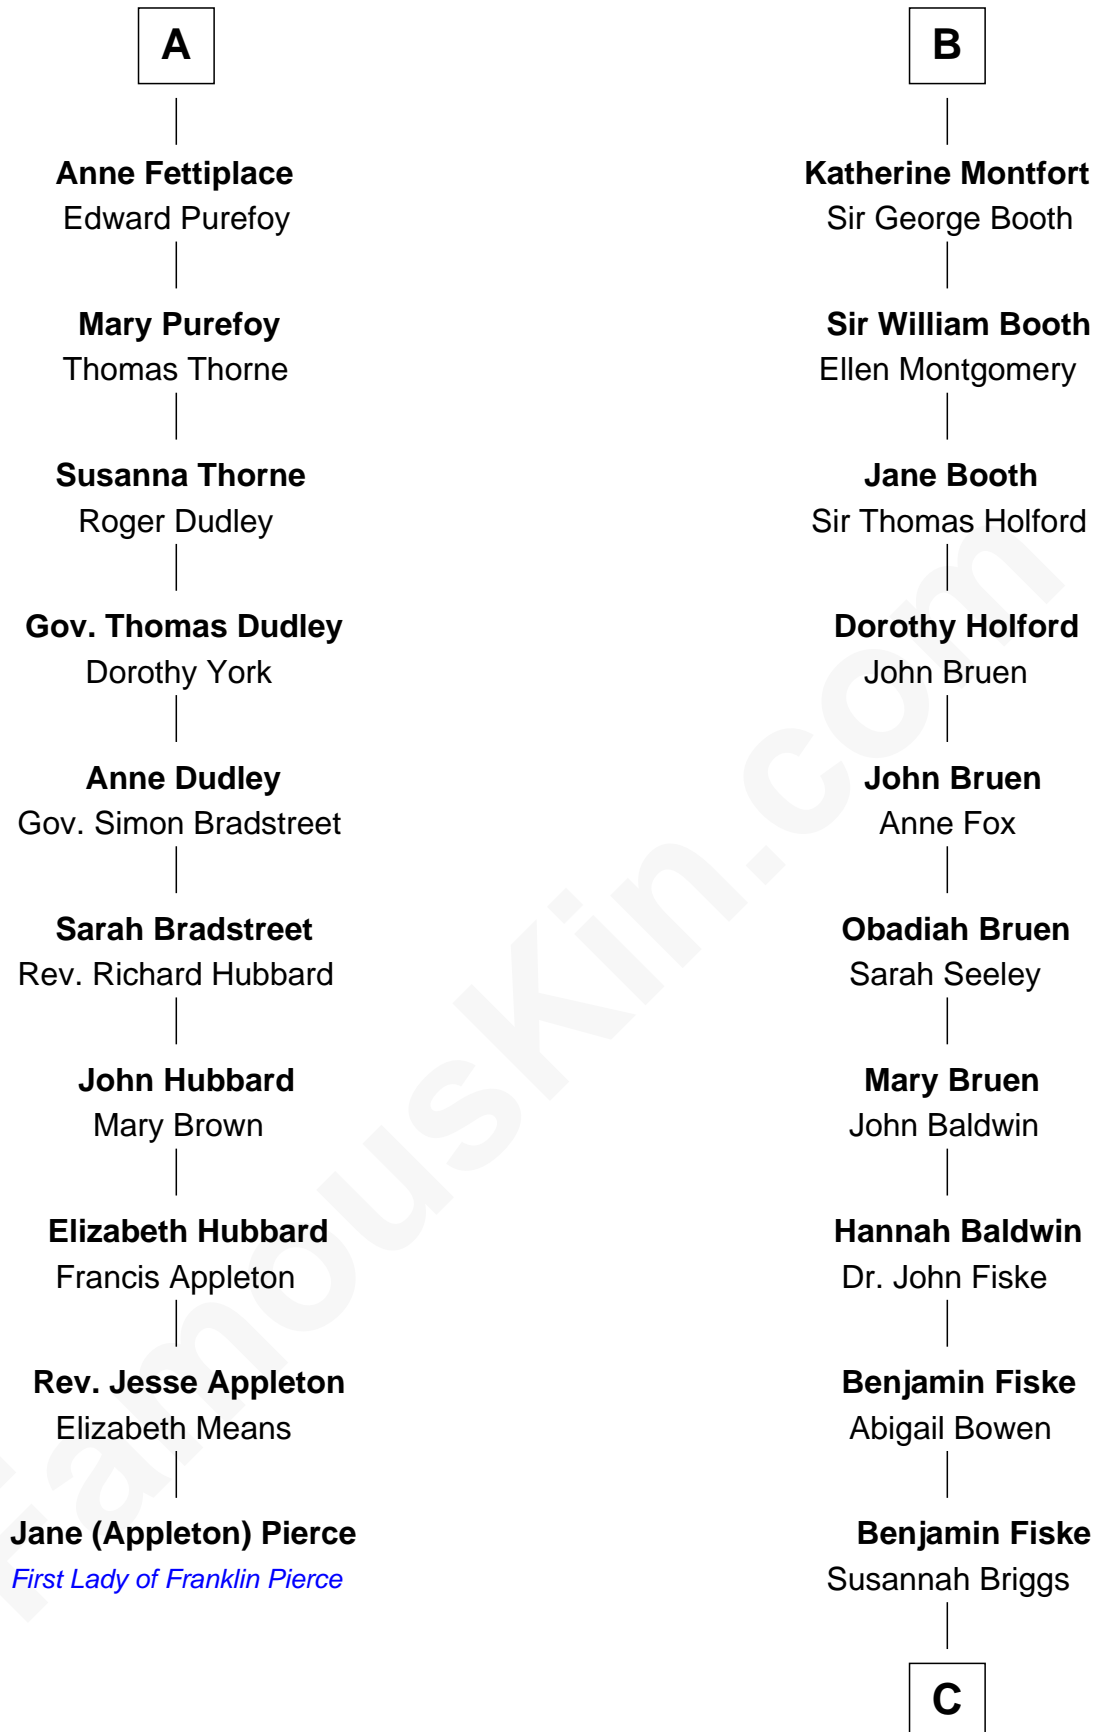 A
Anne Fettiplace
Edward Purefoy
Mary Purefoy
Thomas Thorne
Susanna Thorne
Roger Dudley
Gov. Thomas Dudley
Dorothy York
Anne Dudley
Gov. Simon Bradstreet
Sarah Bradstreet
Rev. Richard Hubbard
John Hubbard
Mary Brown
Elizabeth Hubbard
Francis Appleton
Rev. Jesse Appleton
Elizabeth Means
Jane (Appleton) Pierce
First Lady of Franklin Pierce
B
Katherine Montfort
Sir George Booth
Sir William Booth
Ellen Montgomery
Jane Booth
Sir Thomas Holford
Dorothy Holford
John Bruen
John Bruen
Anne Fox
Obadiah Bruen
Sarah Seeley
Mary Bruen
John Baldwin
Hannah Baldwin
Dr. John Fiske
Benjamin Fiske
Abigail Bowen
Benjamin Fiske
Susannah Briggs
C
FamousKin.com